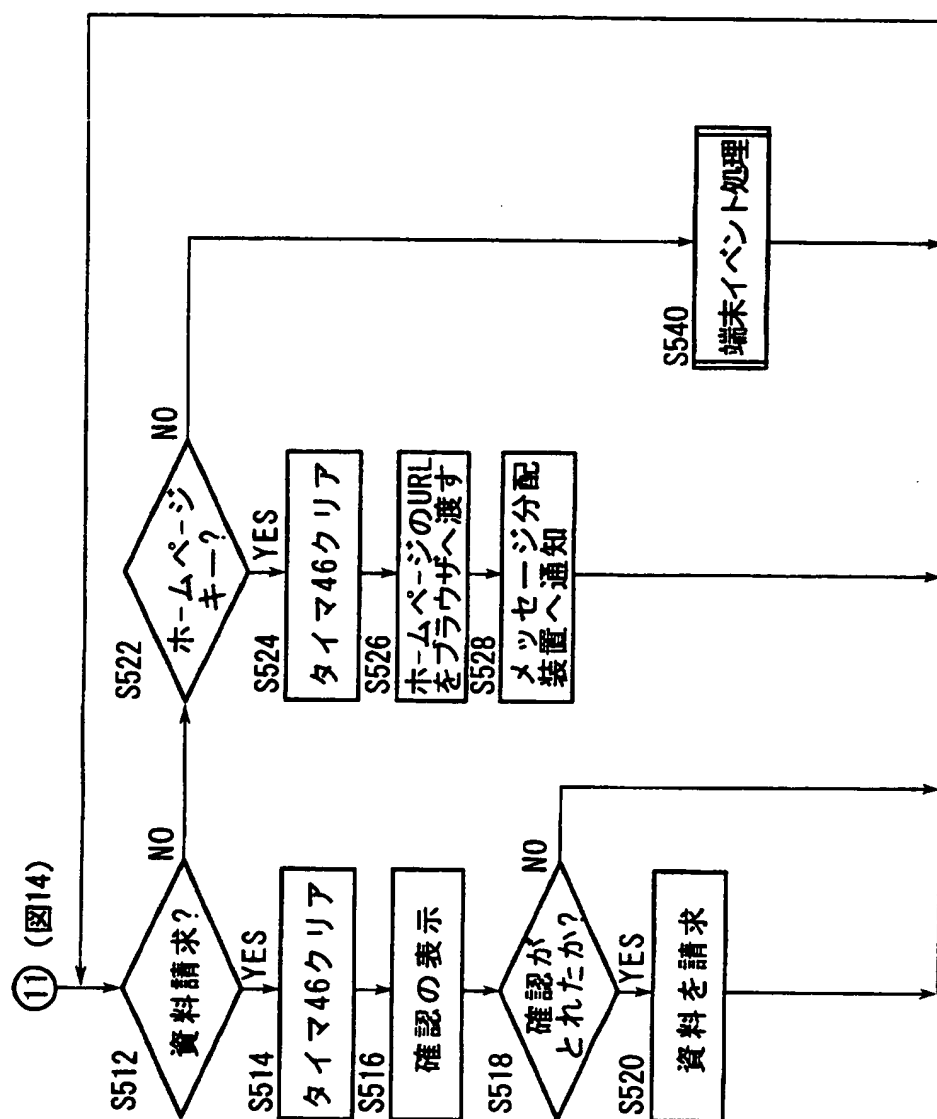 ⑪ (図14)
S512
資料請求?
NO
YES
S514
タイマ46クリア
S516
確認の表示
S518
確認が
とれたか?
NO
YES
S520
資料を請求
S522
ホームページ
キー?
NO
YES
S524
タイマ46クリア
S526
ホームページのURL
をブラウザへ渡す
S528
メッセージ分配
装置へ通知
S540
端末イベント処理